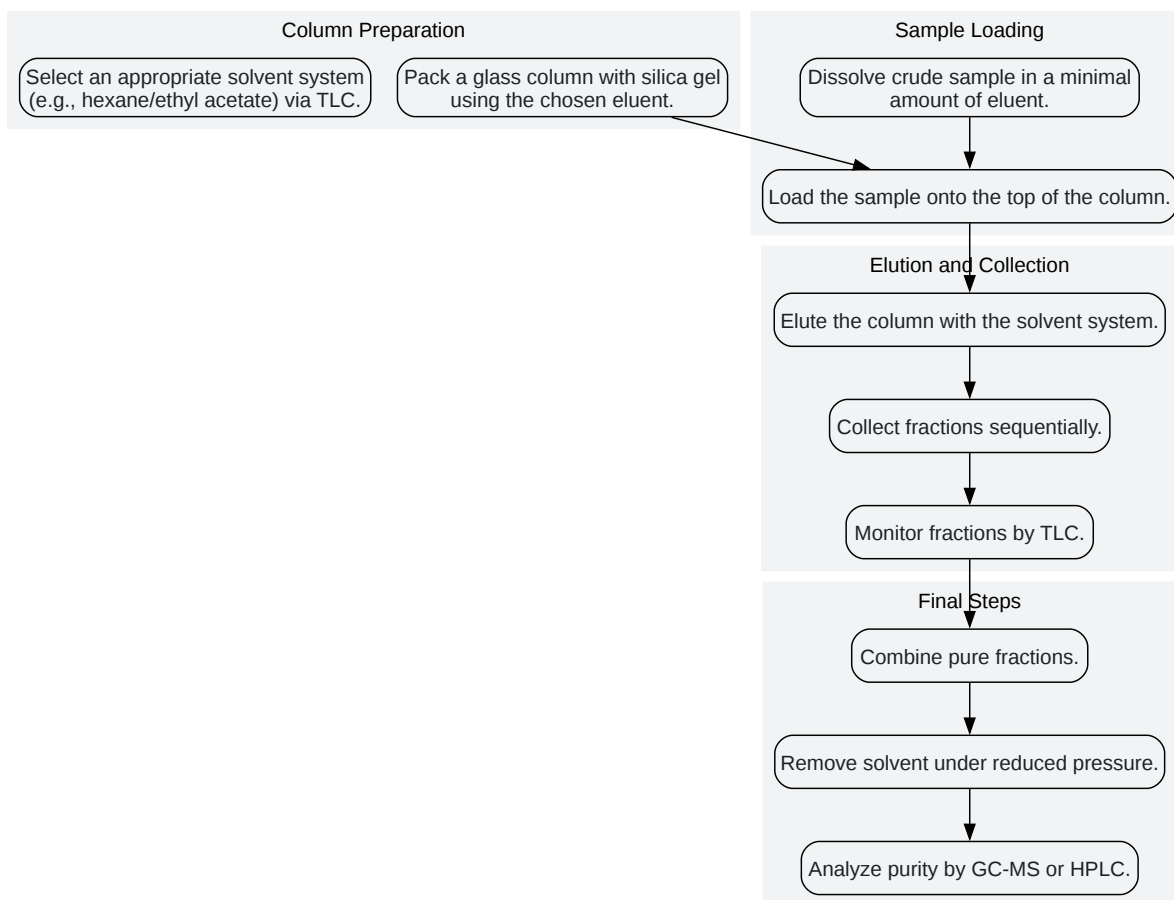 Column Preparation
Select an appropriate solvent system
(e.g., hexane/ethyl acetate) via TLC.
Pack a glass column with silica gel
using the chosen eluent.
Sample Loading
Dissolve crude sample in a minimal
amount of eluent.
Load the sample onto the top of the column.
Elution and Collection
Elute the column with the solvent system.
Collect fractions sequentially.
Monitor fractions by TLC.
Final Steps
Combine pure fractions.
Remove solvent under reduced pressure.
Analyze purity by GC-MS or HPLC.